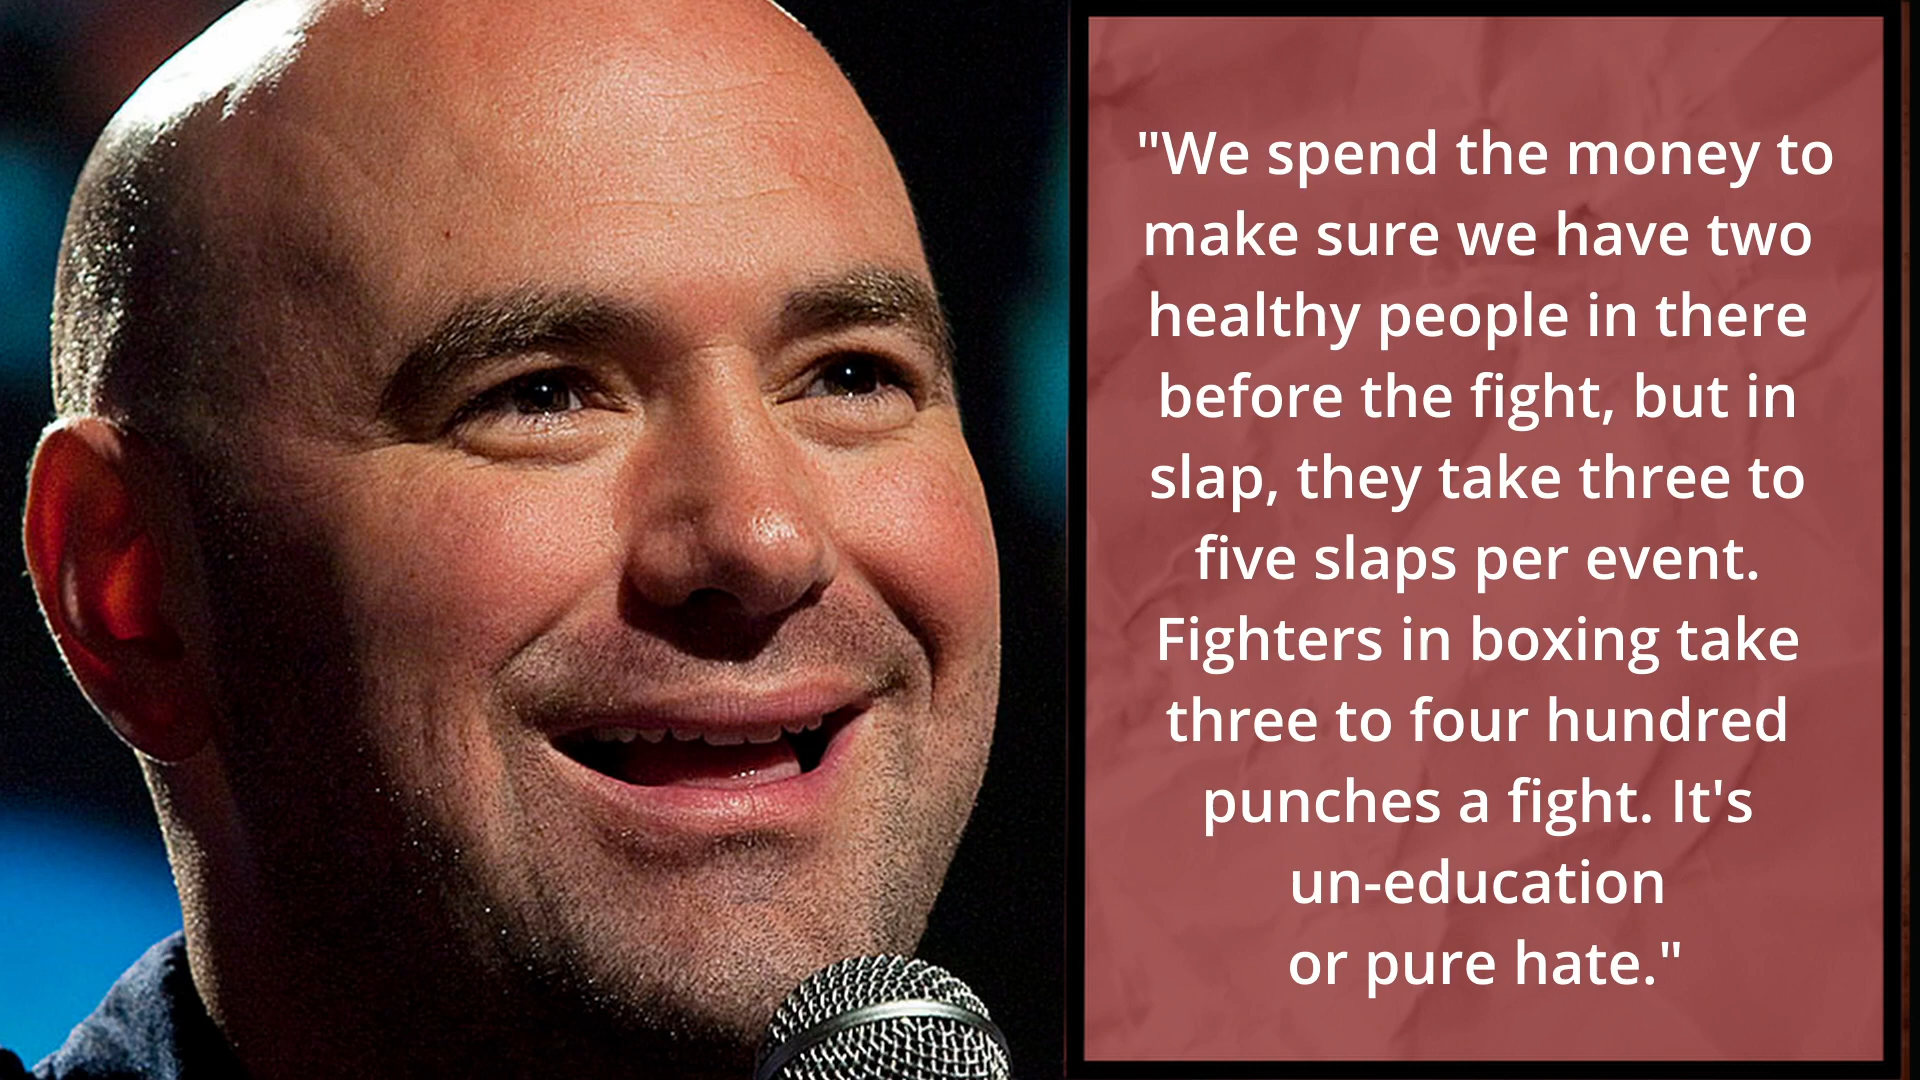 "We spend the money to
make sure we have two
healthy people in there
before the fight, but in
slap, they take three to
five slaps per event.
Fighters in boxing take
three to four hundred
punches a fight. It's
un-education
or pure hate."